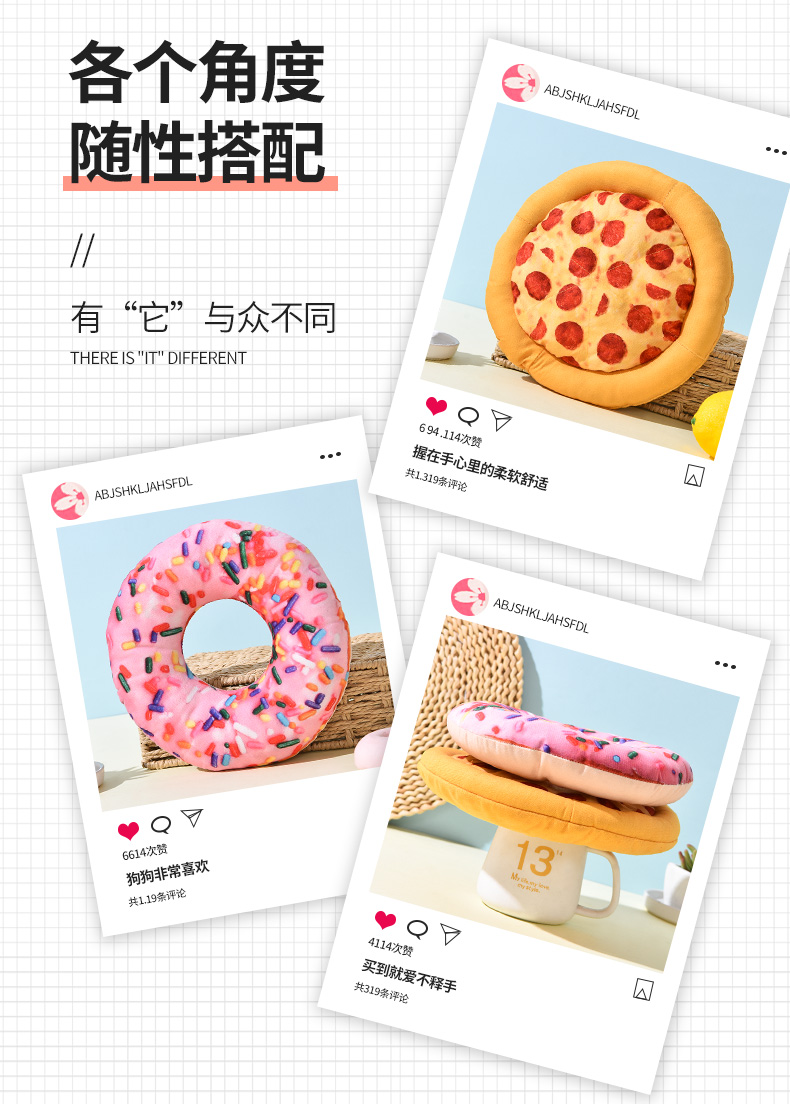 各个角度
随性搭配
//
有“它”与众不同
THERE IS "IT" DIFFERENT
ABJSHKLJAHSFDL
694.114次赞
握在手心里的柔软舒适
共1.319条评论
ABJSHKLJAHSFDL
6614次赞
狗狗非常喜欢
共1.19条评论
ABJSHKLJAHSFDL
13
4114次赞
买到就爱不释手
共319条评论